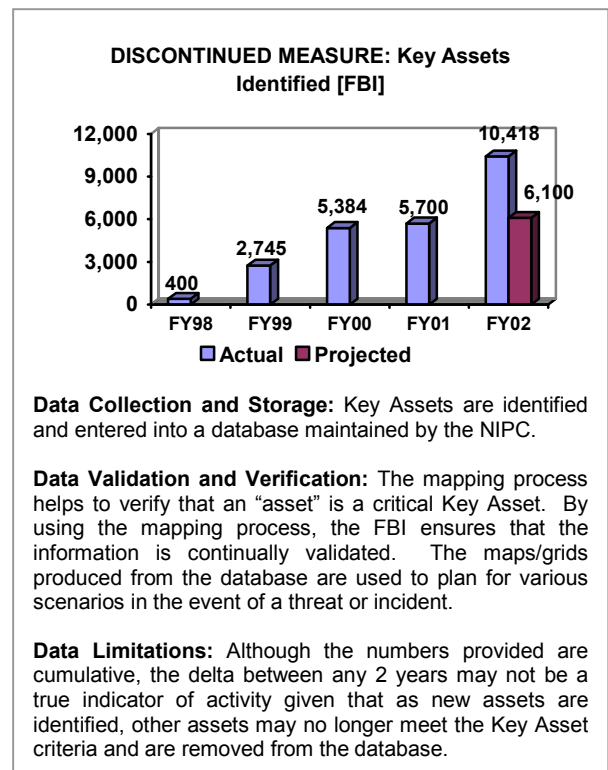 DISCONTINUED MEASURE: Key Assets
Identified [FBI]
12,000
9,000
6,000
3,000
0
400
2,745
5,384
5,700
10,418
6,100
FY98 FY99 FY00 FY01 FY02
Actual Projected
Data Collection and Storage: Key Assets are identified
and entered into a database maintained by the NIPC.
Data Validation and Verification: The mapping process
helps to verify that an “asset” is a critical Key Asset. By
using the mapping process, the FBI ensures that the
information is continually validated. The maps/grids
produced from the database are used to plan for various
scenarios in the event of a threat or incident.
Data Limitations: Although the numbers provided are
cumulative, the delta between any 2 years may not be a
true indicator of activity given that as new assets are
identified, other assets may no longer meet the Key Asset
criteria and are removed from the database.